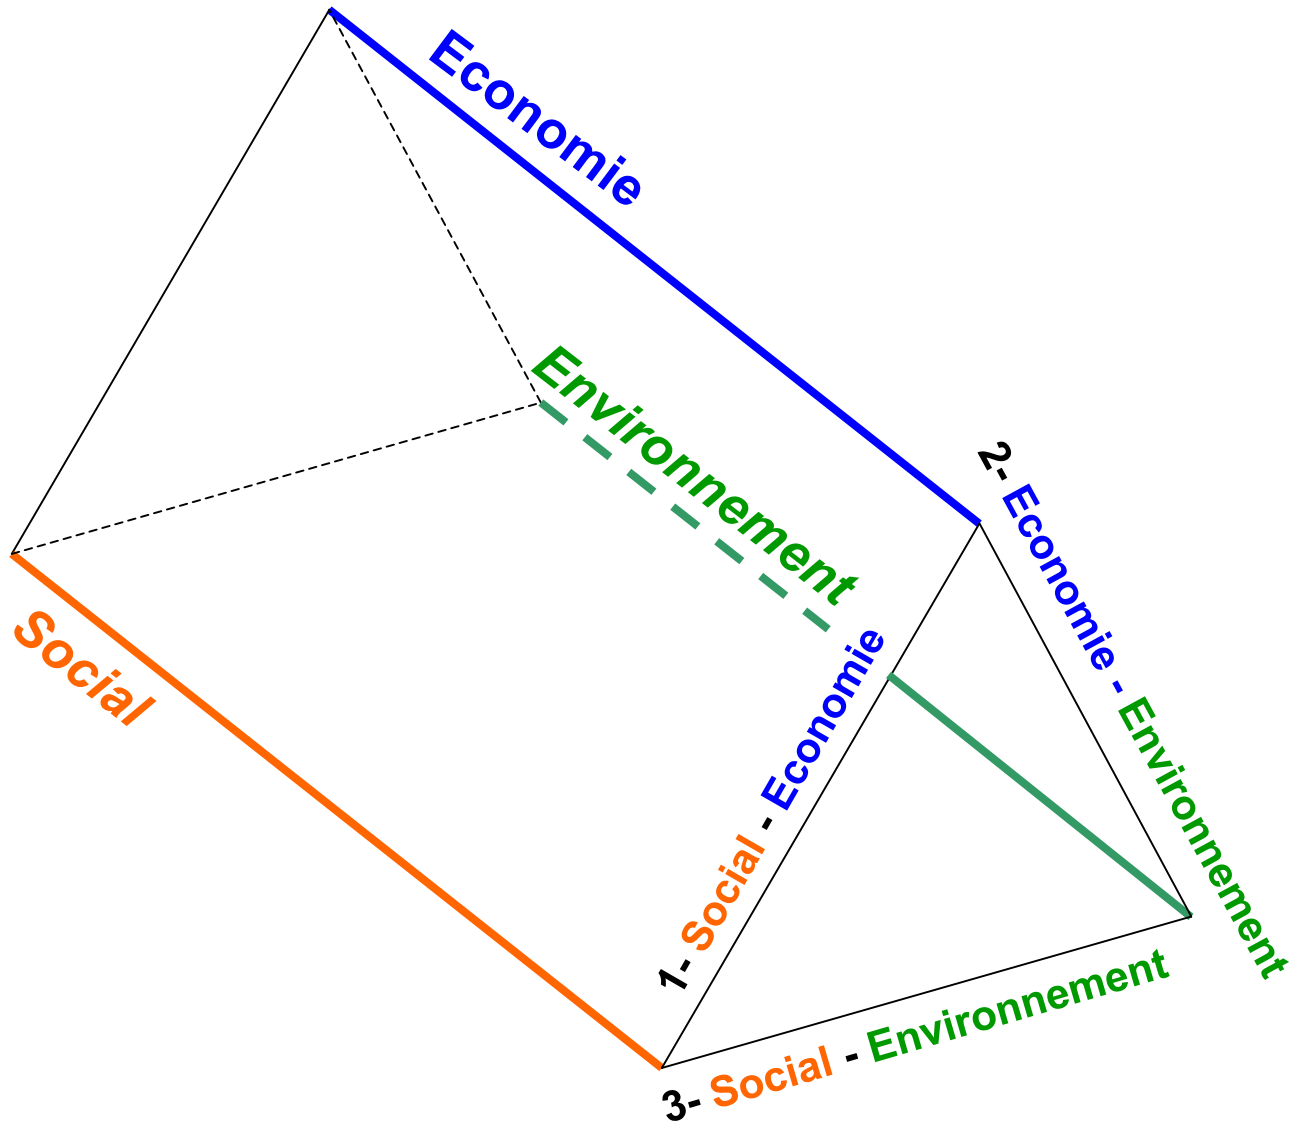 Economie
Environnement
Social
1- Social - Economie
2- Economie - Environnement
3- Social - Environnement